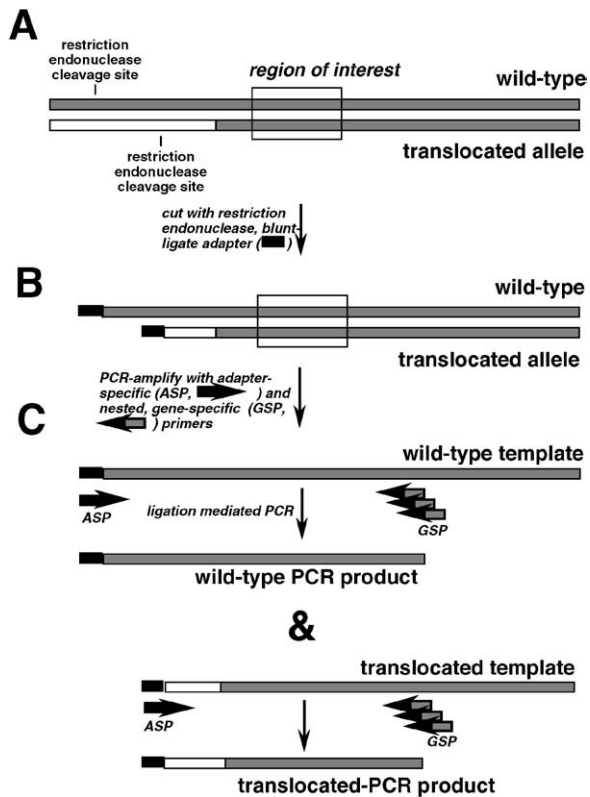 A
restriction
endonuclease
cleavage site
region of interest
wild-type
translocated allele
restriction
endonuclease
cleavage site
cut with restriction
endonuclease, blunt-
ligate adapter ( )
B
wild-type
translocated allele
PCR-amplify with adapter-
specific (ASP, ) and
nested, gene-specific (GSP,
) primers
C
wild-type template
ASP
ligation mediated PCR
GSP
wild-type PCR product
&
translocated template
ASP
GSP
translocated-PCR product